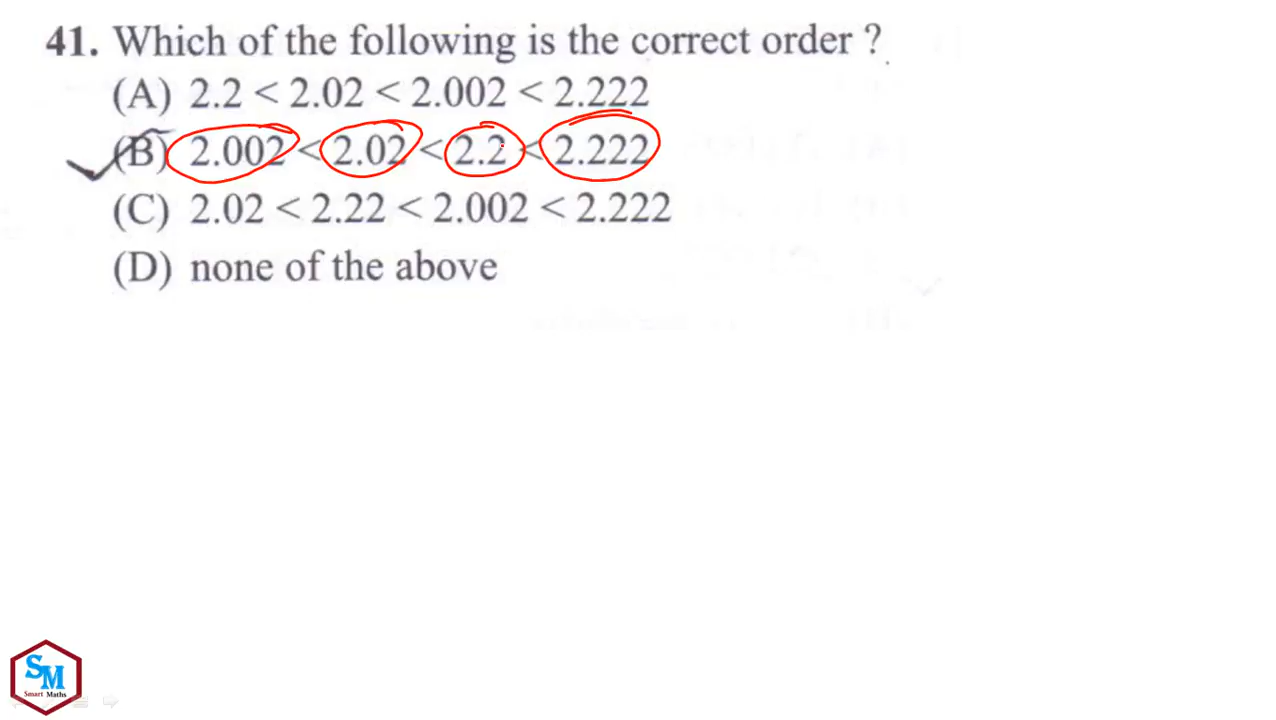 41. Which of the following is the correct order ?
(A) 2.2 < 2.02 < 2.002 < 2.222
(B) 2.002 < 2.02 < 2.2 < 2.222
(C) 2.02 < 2.22 < 2.002 < 2.222
(D) none of the above
SM
Smart Maths